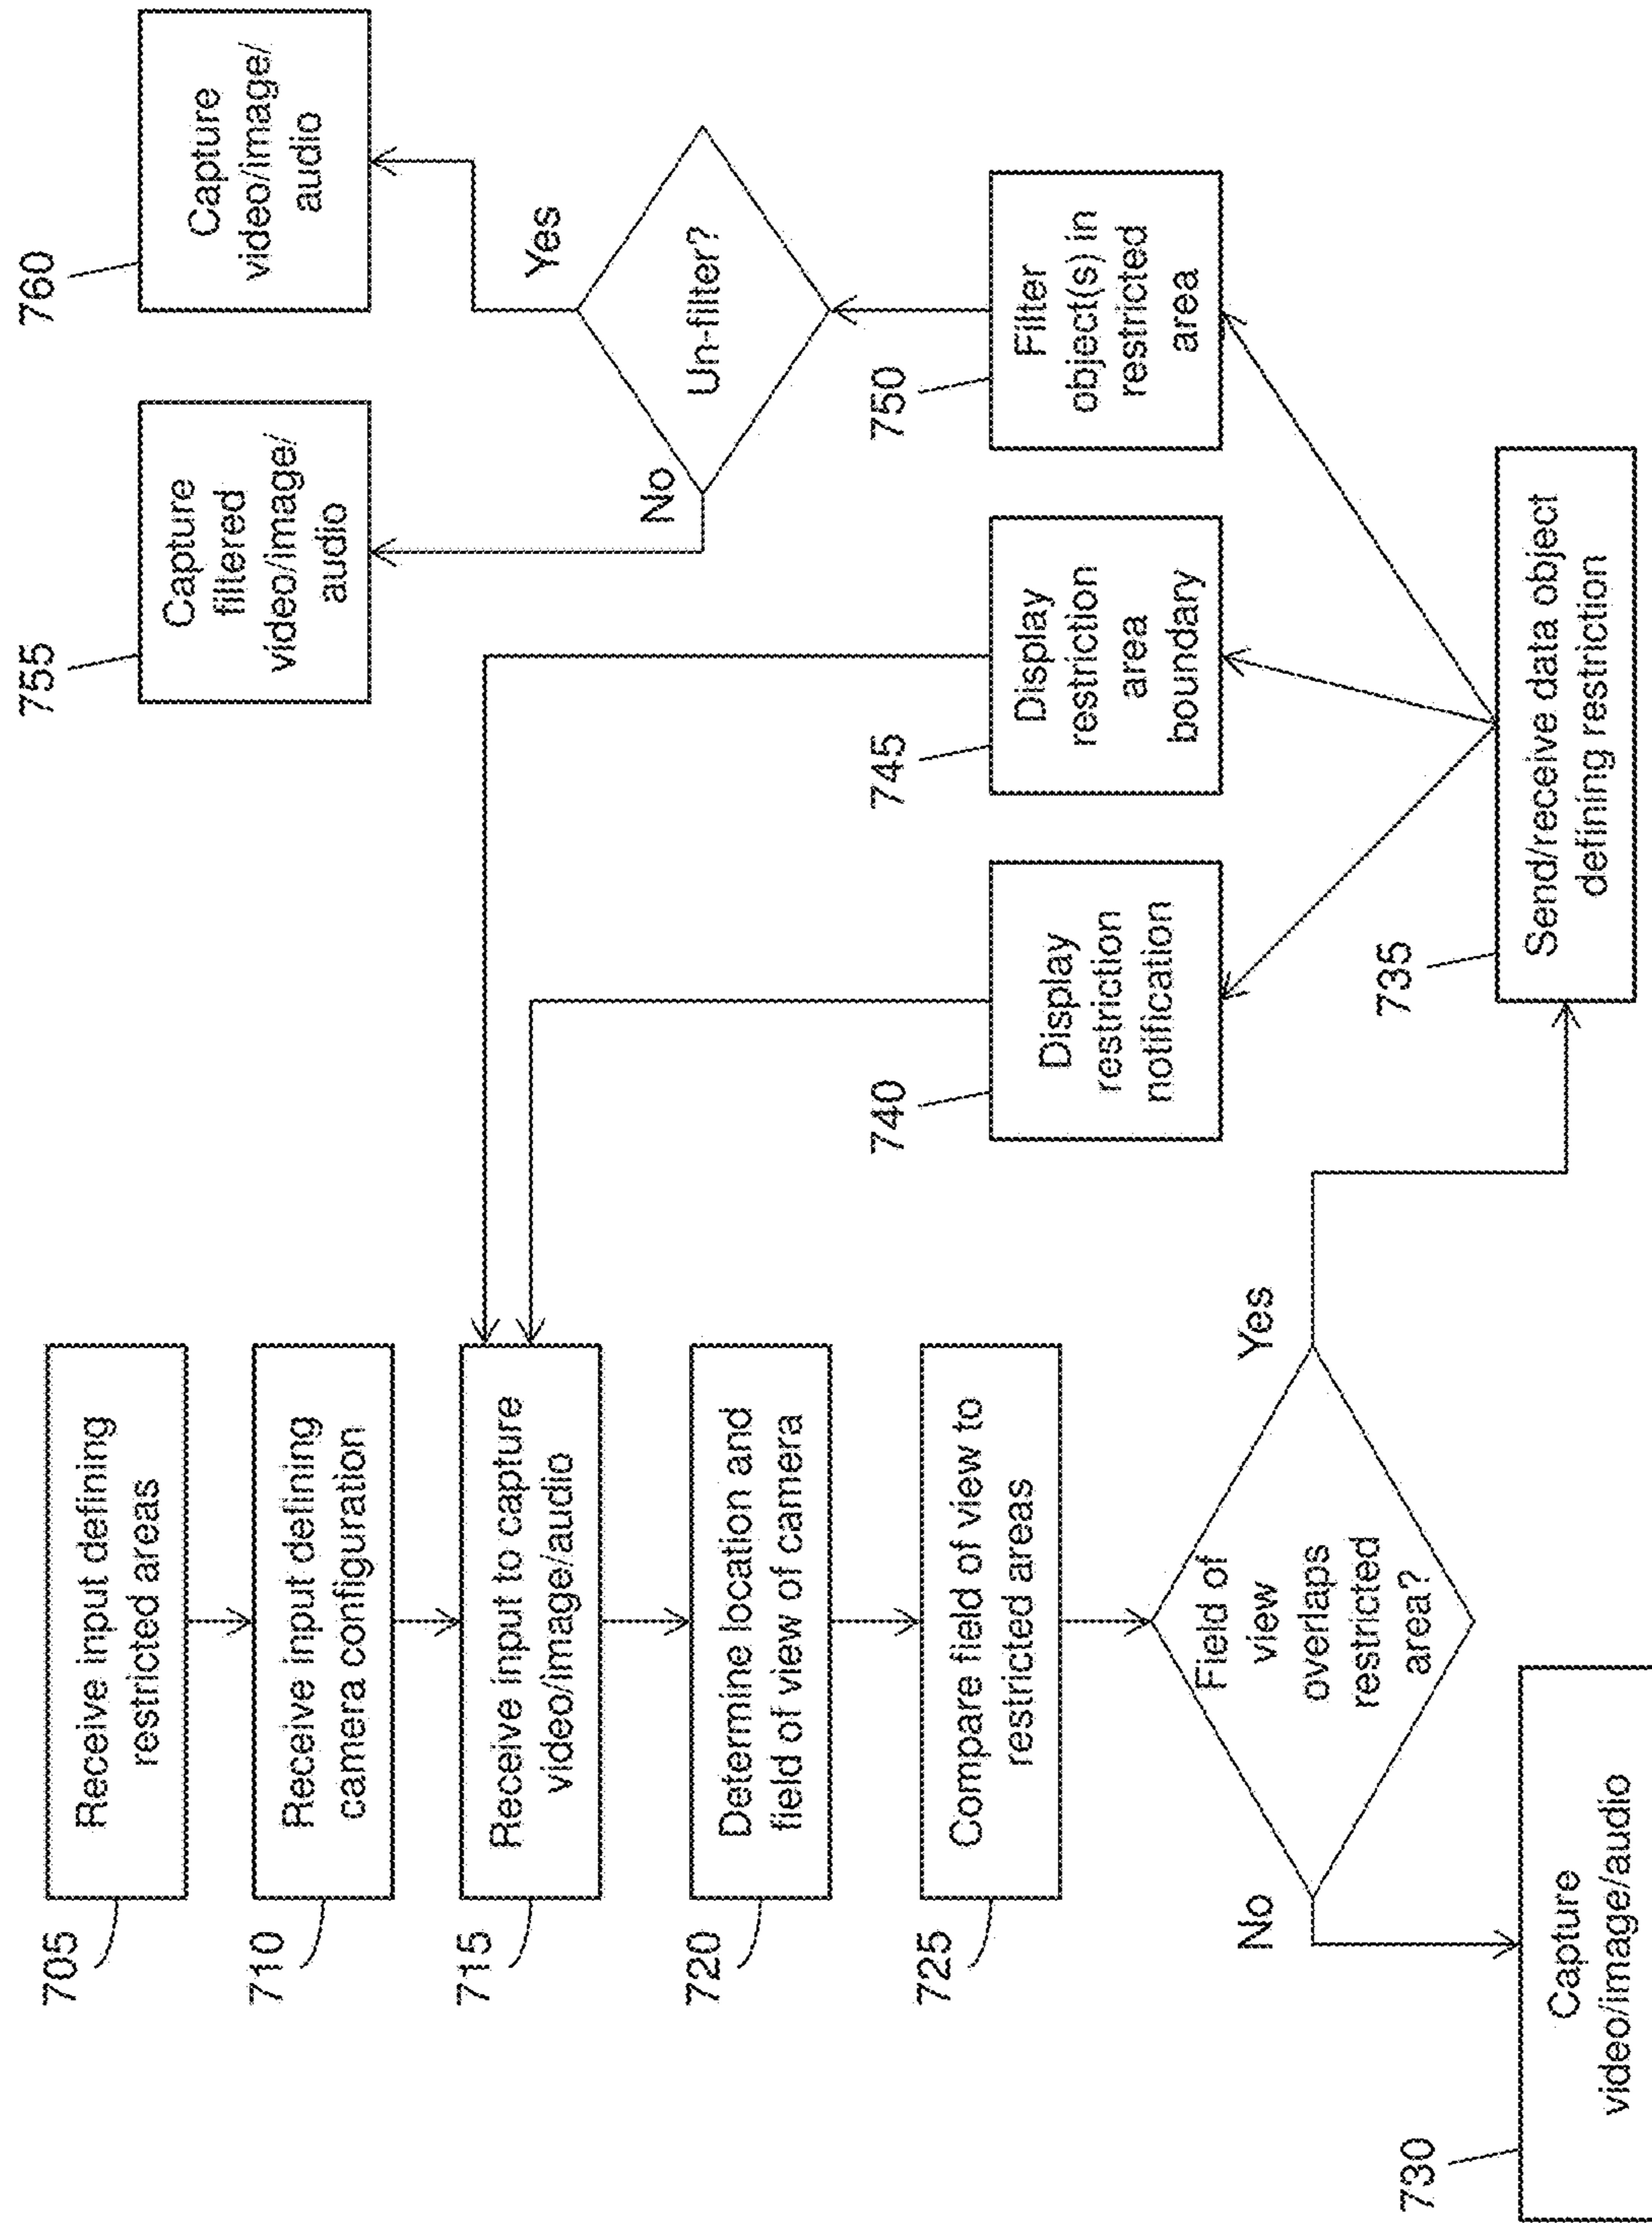 705
Receive input defining
restricted areas
710
Receive input defining
camera configuration
715
Receive input to capture
video/image/audio
720
Determine location and
field of view of camera
725
Compare field of view to
restricted areas
Field of
view
overlaps
restricted
area?
No
Yes
730
Capture
video/image/audio
735
Send/receive data object
defining restriction
740
Display
restriction
notification
745
Display
restriction
area
boundary
750
Filter
object(s) in
restricted
area
Un-filter?
No
Yes
755
Capture
filtered
video/image/
audio
760
Capture
video/image/
audio